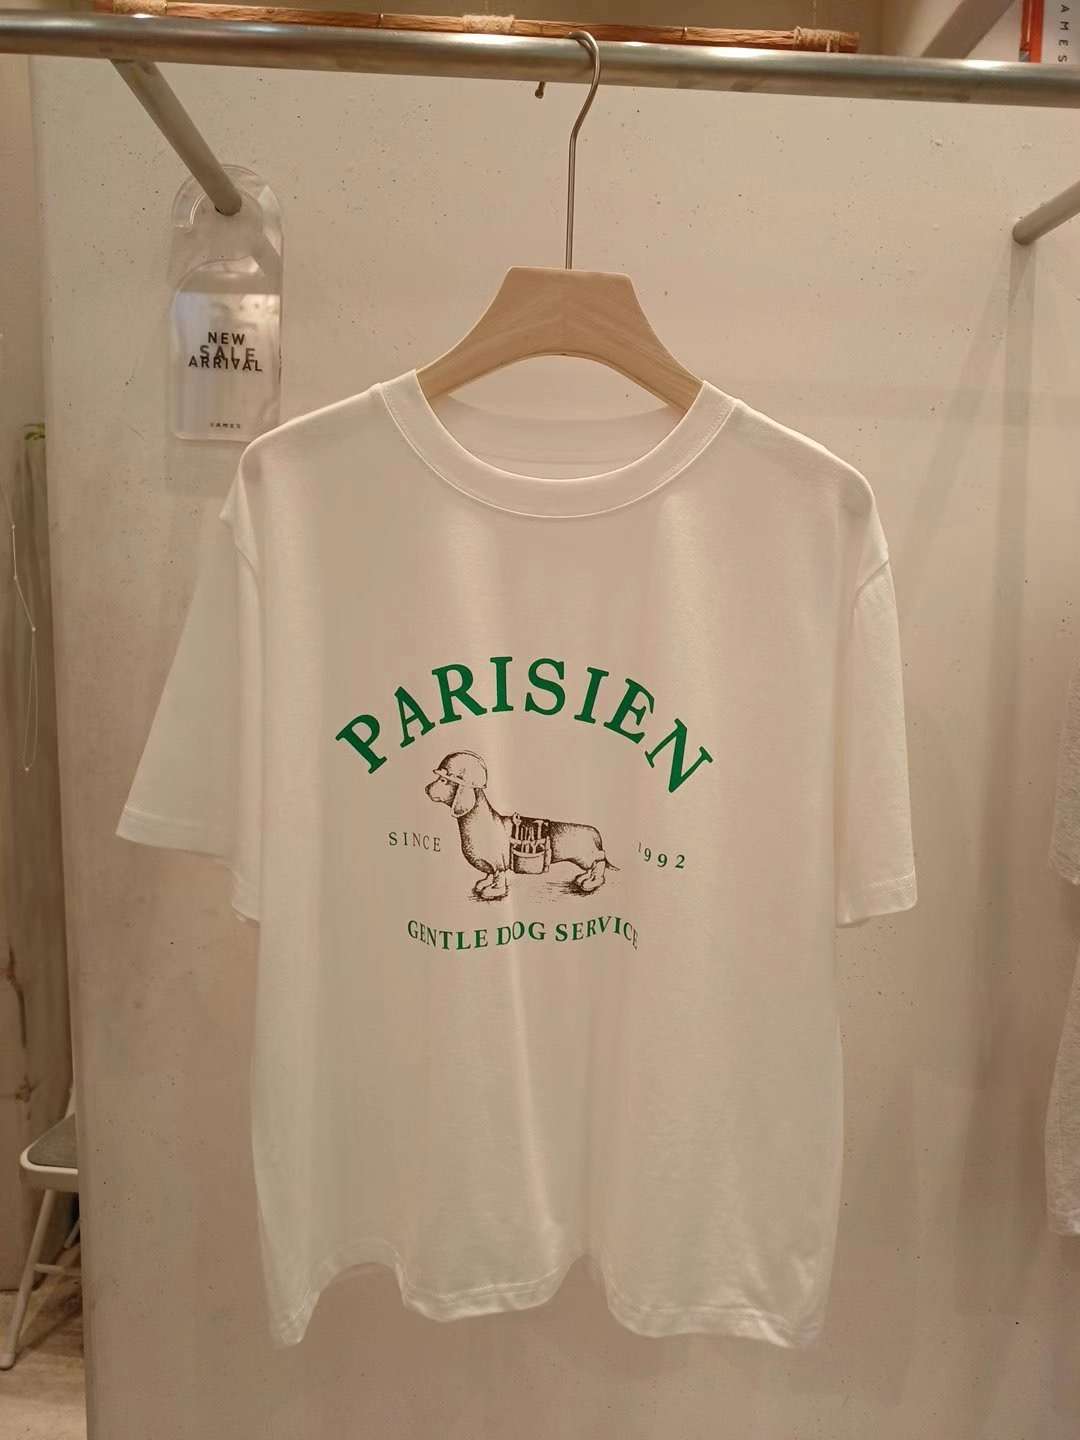 NEW
SALE
ARRIVAL
PARISIEN
SINCE
1992
GENTLE DOG SERVICE